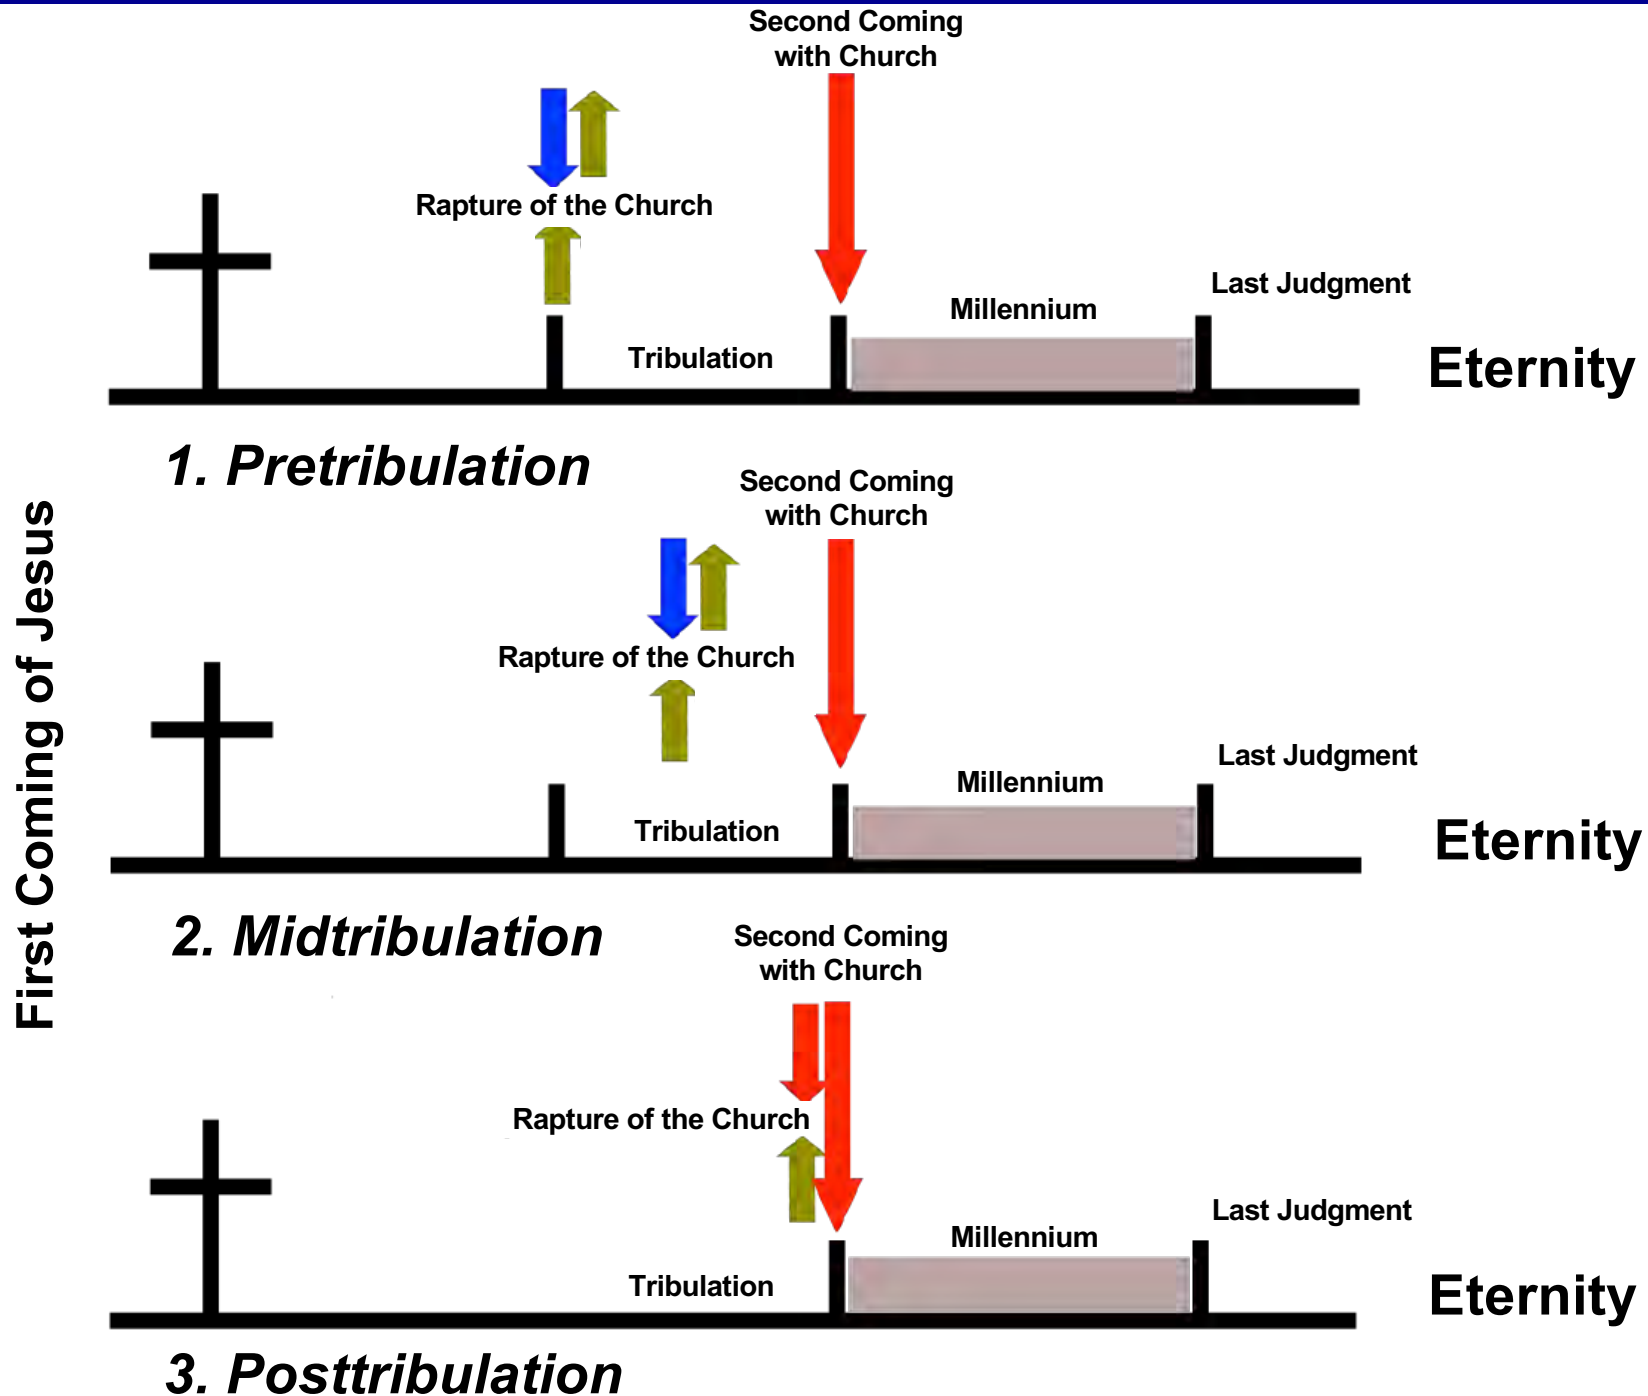 Second Coming
with Church
Rapture of the Church
Last Judgment
Millennium
Tribulation
Eternity
1. Pretribulation
First Coming of Jesus
Second Coming
with Church
Rapture of the Church
Last Judgment
Millennium
Tribulation
Eternity
2. Midtribulation
Second Coming
with Church
Rapture of the Church
Last Judgment
Millennium
Tribulation
Eternity
3. Posttribulation